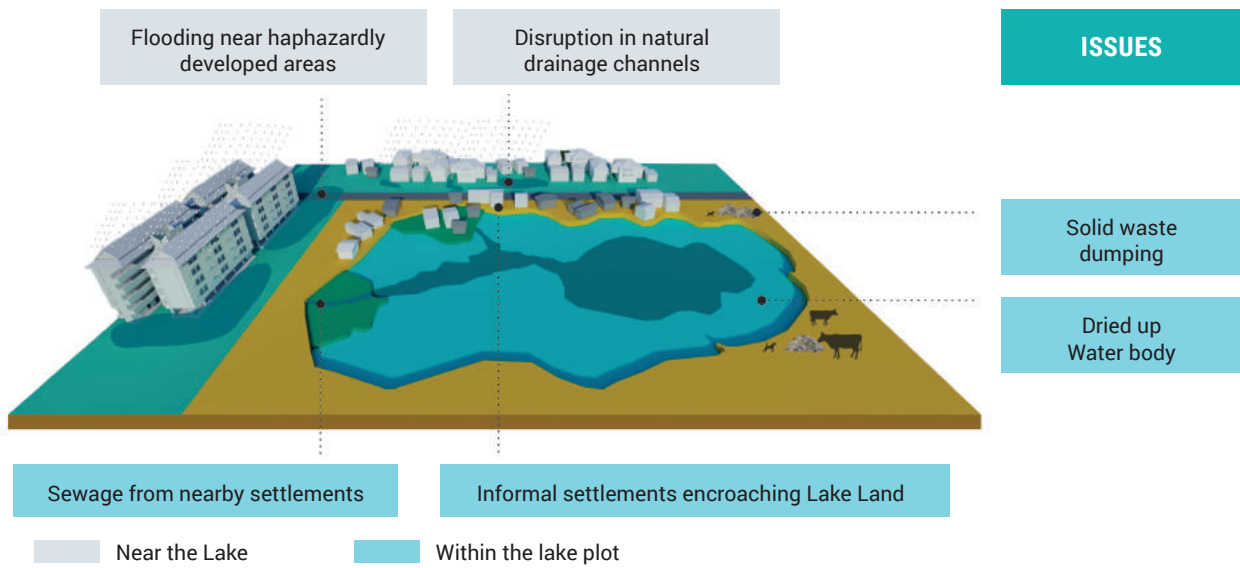 Flooding near haphazardly
developed areas
Disruption in natural
drainage channels
ISSUES
Solid waste
dumping
Dried up
Water body
Sewage from nearby settlements
Informal settlements encroaching Lake Land
Near the Lake
Within the lake plot